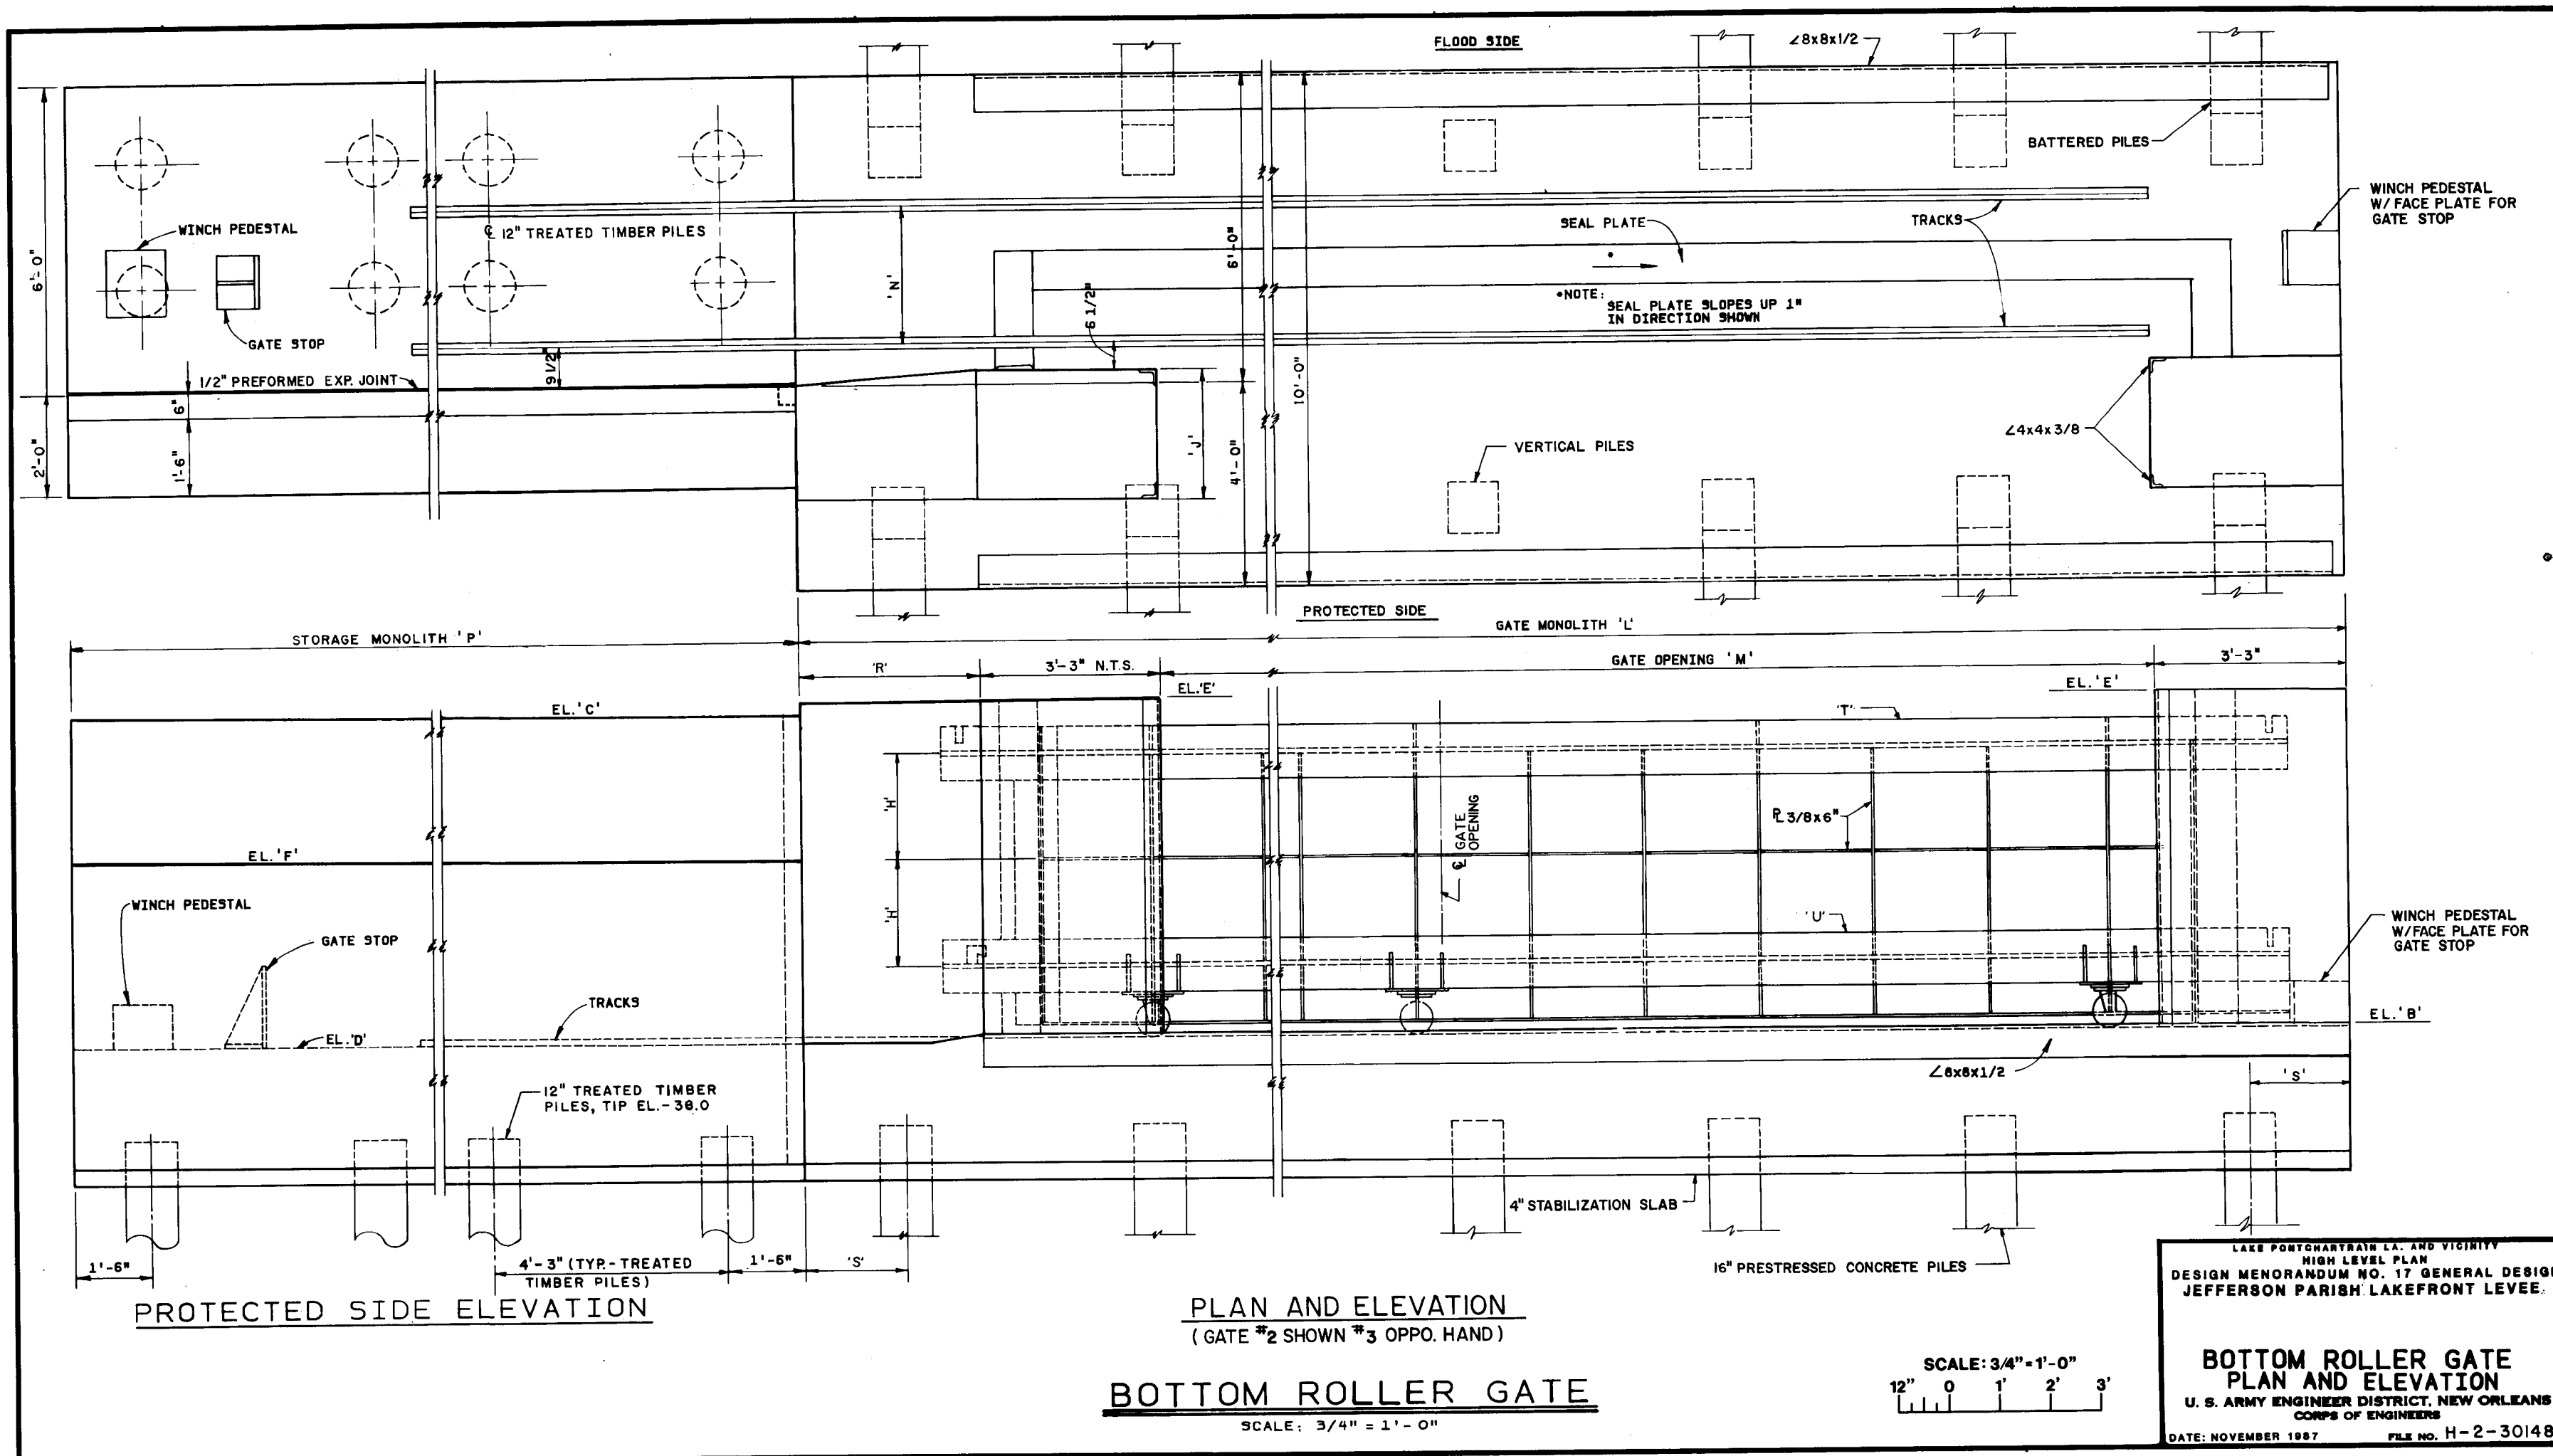 FLOOD SIDE
∠8x8x1/2
BATTERED PILES
WINCH PEDESTAL
W/ FACE PLATE FOR
GATE STOP
WINCH PEDESTAL
℄ 12" TREATED TIMBER PILES
SEAL PLATE
TRACKS
6'-0"
'N'
6'-0"
6 1/2"
•NOTE:
SEAL PLATE SLOPES UP 1"
IN DIRECTION SHOWN
GATE STOP
9 1/2"
1/2" PREFORMED EXP. JOINT
6"
10'-0"
2'-0"
1'-6"
'J'
4'-0"
VERTICAL PILES
∠4x4x3/8
PROTECTED SIDE
STORAGE MONOLITH 'P'
GATE MONOLITH 'L'
'R'
3'-3" N.T.S.
GATE OPENING 'M'
3'-3"
EL.'E'
EL.'E'
EL.'C'
'T'
'H'
℄ GATE
OPENING
℞ 3/8x6"
EL.'F'
WINCH PEDESTAL
'H'
'U'
GATE STOP
WINCH PEDESTAL
W/FACE PLATE FOR
GATE STOP
TRACKS
EL.'B'
EL.'D'
∠8x8x1/2
'S'
12" TREATED TIMBER
PILES, TIP EL.-38.0
4" STABILIZATION SLAB
1'-6"
4'-3" (TYP.- TREATED
TIMBER PILES)
1'-6"
'S'
16" PRESTRESSED CONCRETE PILES
PROTECTED SIDE ELEVATION
PLAN AND ELEVATION
( GATE #2 SHOWN #3 OPPO. HAND )
BOTTOM ROLLER GATE
SCALE: 3/4" = 1'-0"
SCALE: 3/4" = 1'-0"
12" 0 1' 2' 3'
LAKE PONTCHARTRAIN LA. AND VICINITY
HIGH LEVEL PLAN
DESIGN MENORANDUM NO. 17 GENERAL DESIGN
JEFFERSON PARISH LAKEFRONT LEVEE
BOTTOM ROLLER GATE
PLAN AND ELEVATION
U. S. ARMY ENGINEER DISTRICT, NEW ORLEANS
CORPS OF ENGINEERS
DATE: NOVEMBER 1987 FILE NO. H-2-30148